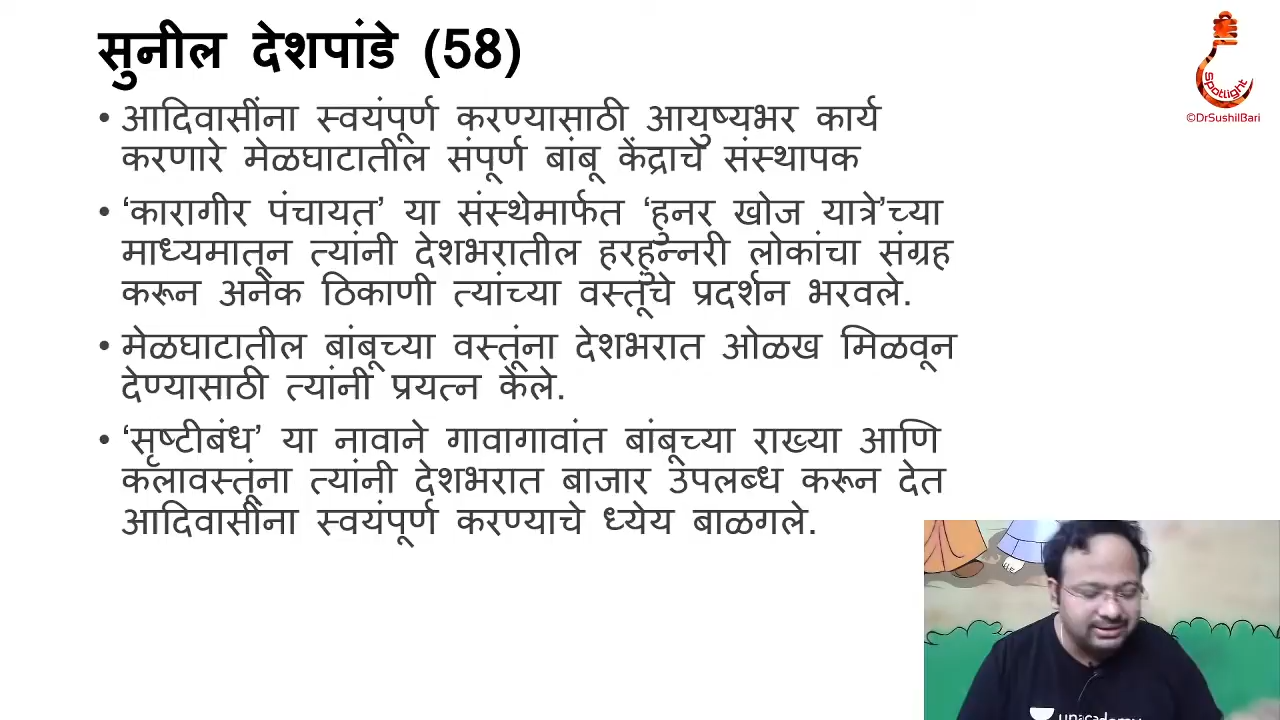 सुनील देशपांडे (58)
• आदिवासींना स्वयंपूर्ण करण्यासाठी आयुष्यभर कार्य
करणारे मेळघाटातील संपूर्ण बांबू केंद्राचे संस्थापक
• ‘कारागीर पंचायत’ या संस्थेमार्फत ‘हुनर खोज यात्रे’च्या
माध्यमातून त्यांनी देशभरातील हरहुन्नरी लोकांचा संग्रह
करून अनेक ठिकाणी त्यांच्या वस्तूंचे प्रदर्शन भरवले.
• मेळघाटातील बांबूच्या वस्तूंना देशभरात ओळख मिळवून
देण्यासाठी त्यांनी प्रयत्न केले.
• ‘सृष्टीबंध’ या नावाने गावागावांत बांबूच्या राख्या आणि
कलावस्तूंना त्यांनी देशभरात बाजार उपलब्ध करून देत
आदिवासींना स्वयंपूर्ण करण्याचे ध्येय बाळगले.
Spotlight
©DrSushilBari
unacademy